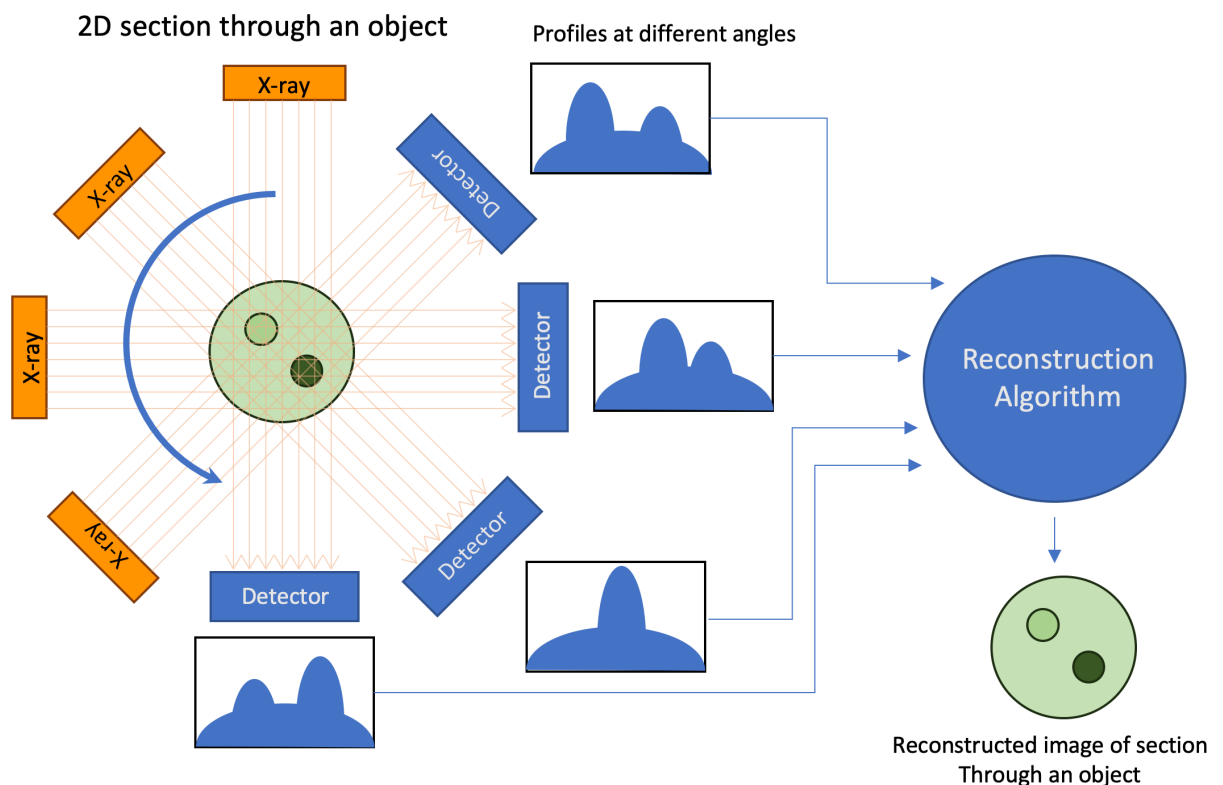 2D section through an object
Profiles at different angles
X-ray
X-ray
Detector
X-ray
Detector
Reconstruction
Algorithm
X-ray
Detector
Detector
Reconstructed image of section
Through an object